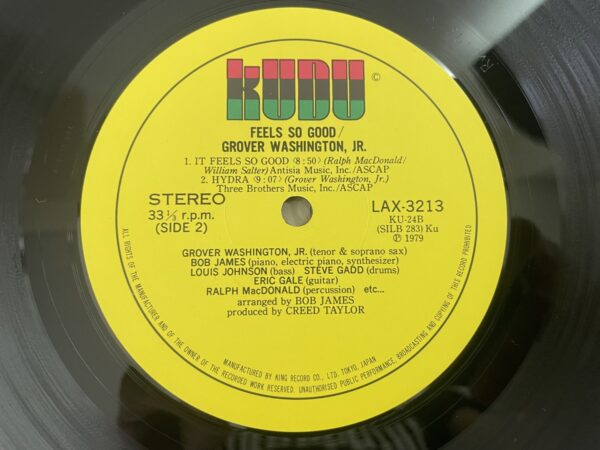 KUDU ©
FEELS SO GOOD/
GROVER WASHINGTON, JR.
1. IT FEELS SO GOOD (8:50) (Ralph MacDonald/
William Salter) Antisia Music, Inc./ASCAP
2. HYDRA (9:07) (Grover Washington, Jr.)
Three Brothers Music, Inc./ASCAP
STEREO
33⅓ r.p.m.
(SIDE 2)
LAX-3213
KU-24B
(SILB 283) Ku
Ⓟ 1979
GROVER WASHINGTON, JR. (tenor & soprano sax)
BOB JAMES (piano, electric piano, synthesizer)
LOUIS JOHNSON (bass) STEVE GADD (drums)
ERIC GALE (guitar)
RALPH MacDONALD (percussion) etc...
arranged by BOB JAMES
produced by CREED TAYLOR
MANUFACTURED BY KING RECORD CO., LTD. TOKYO, JAPAN
ALL RIGHTS OF THE MANUFACTURER AND OF THE OWNER OF THE RECORDED WORK RESERVED. UNAUTHORISED PUBLIC PERFORMANCE, BROADCASTING AND COPYING OF THIS RECORD PROHIBITED